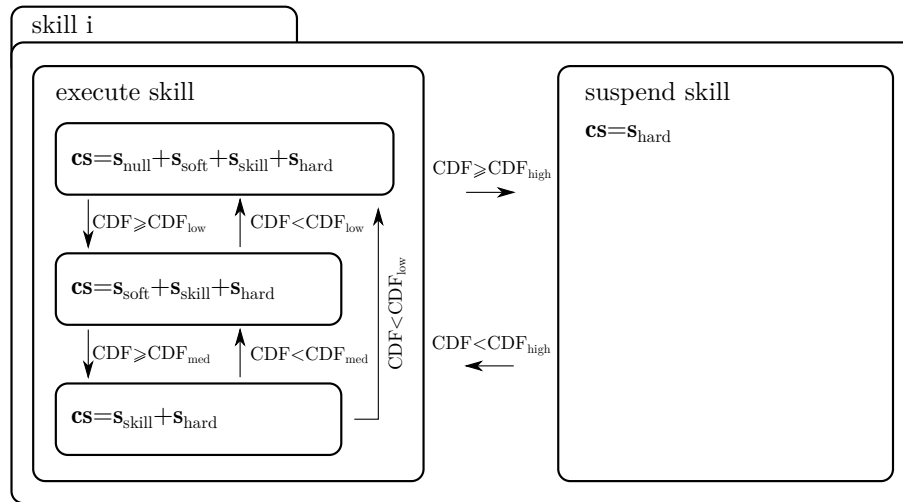 skill i
execute skill
cs=s_null+s_soft+s_skill+s_hard
CDF⩾CDF_low
CDF<CDF_low
cs=s_soft+s_skill+s_hard
CDF⩾CDF_med
CDF<CDF_med
cs=s_skill+s_hard
CDF<CDF_low
CDF⩾CDF_high
CDF<CDF_high
suspend skill
cs=s_hard